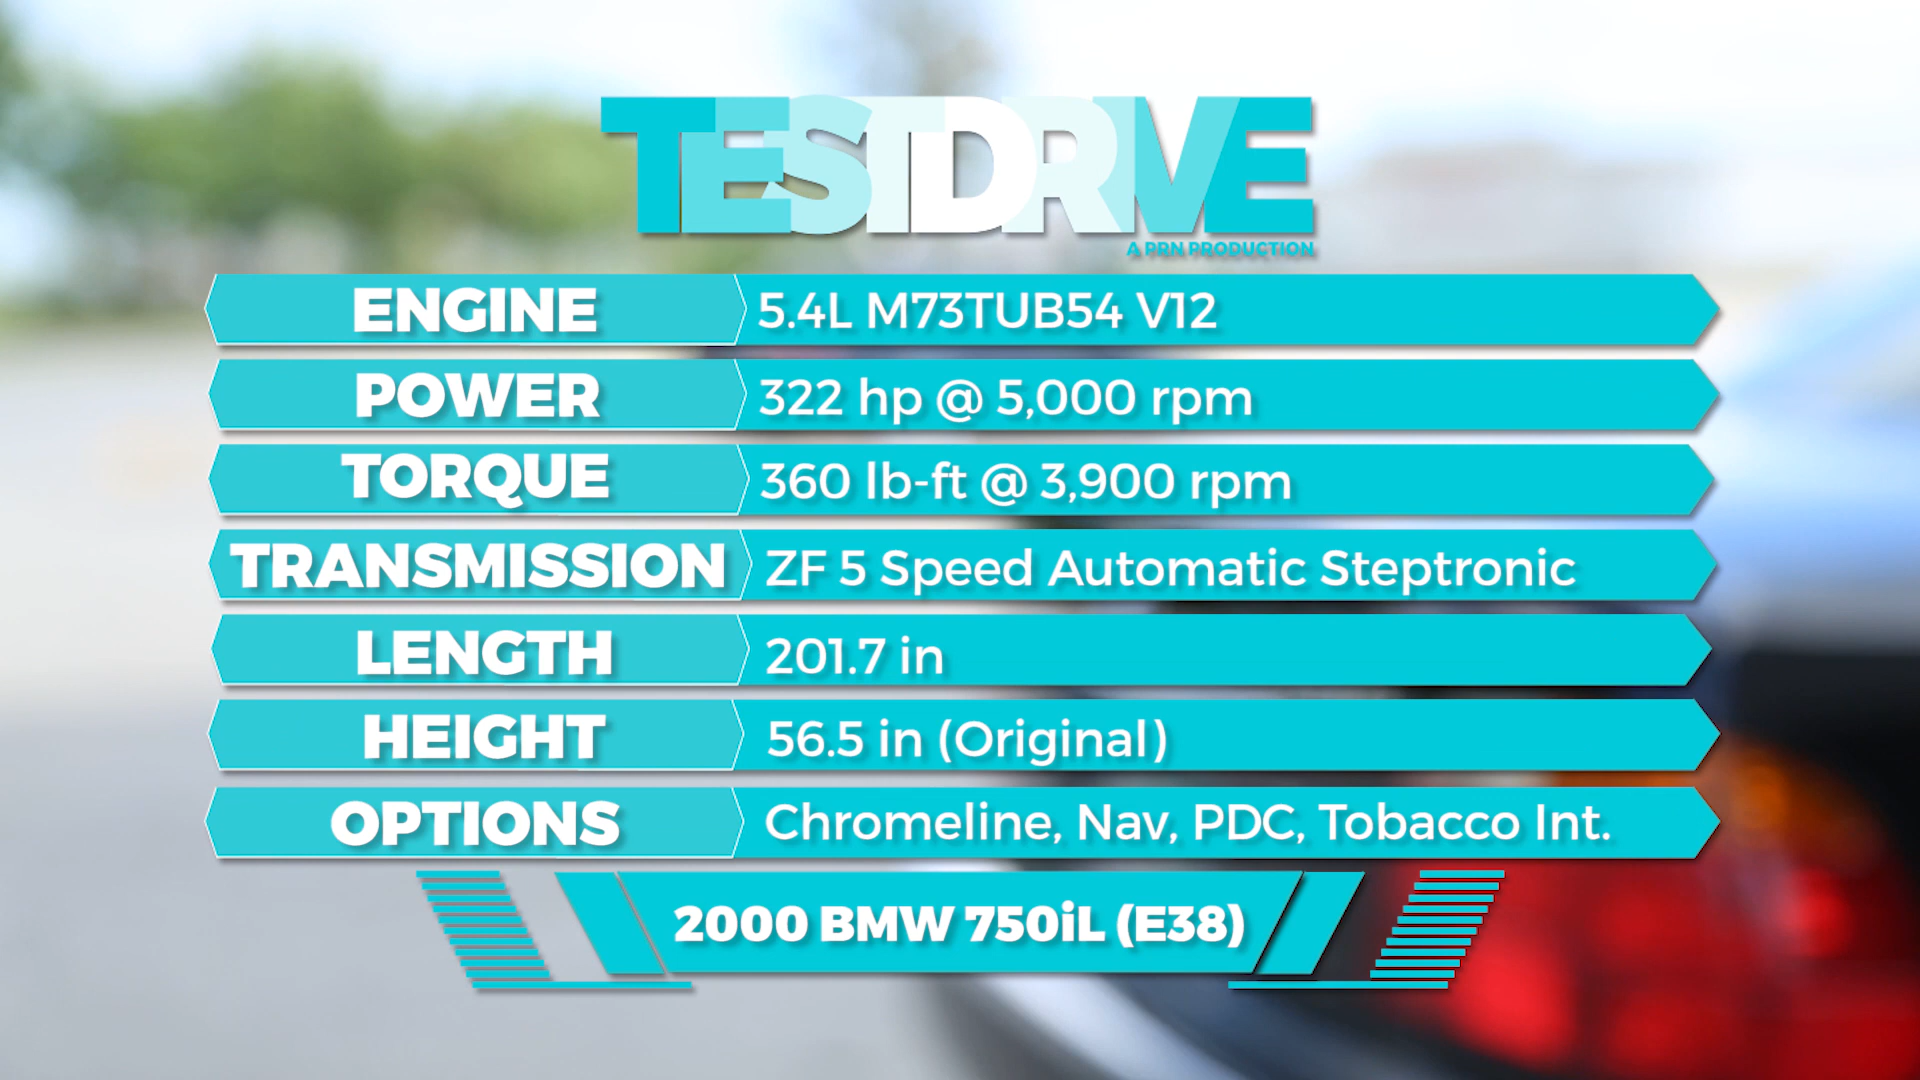 TESTDRIVE
A PRN PRODUCTION
ENGINE 5.4L M73TUB54 V12
POWER 322 hp @ 5,000 rpm
TORQUE 360 lb-ft @ 3,900 rpm
TRANSMISSION ZF 5 Speed Automatic Steptronic
LENGTH 201.7 in
HEIGHT 56.5 in (Original)
OPTIONS Chromeline, Nav, PDC, Tobacco Int.
2000 BMW 750iL (E38)